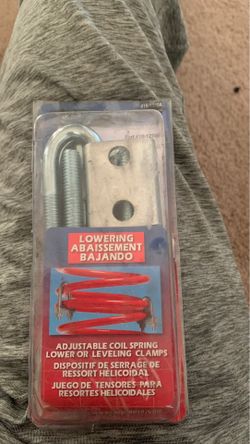 LOWERING
ABAISSEMENT
BAJANDO
ADJUSTABLE COIL SPRING
LOWER OR LEVELING CLAMPS
DISPOSITIF DE SERRAGE DE
RESSORT HELICOIDAL
JUEGO DE TENSORES PARA
RESORTES HELICOIDALES